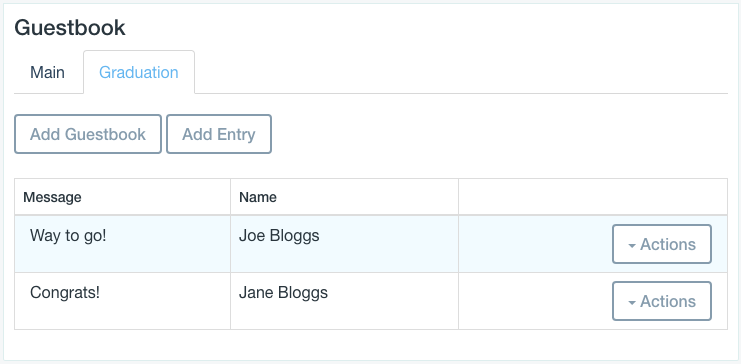 Guestbook
Main Graduation
Add Guestbook Add Entry
Message Name
Way to go! Joe Bloggs Actions
Congrats! Jane Bloggs Actions